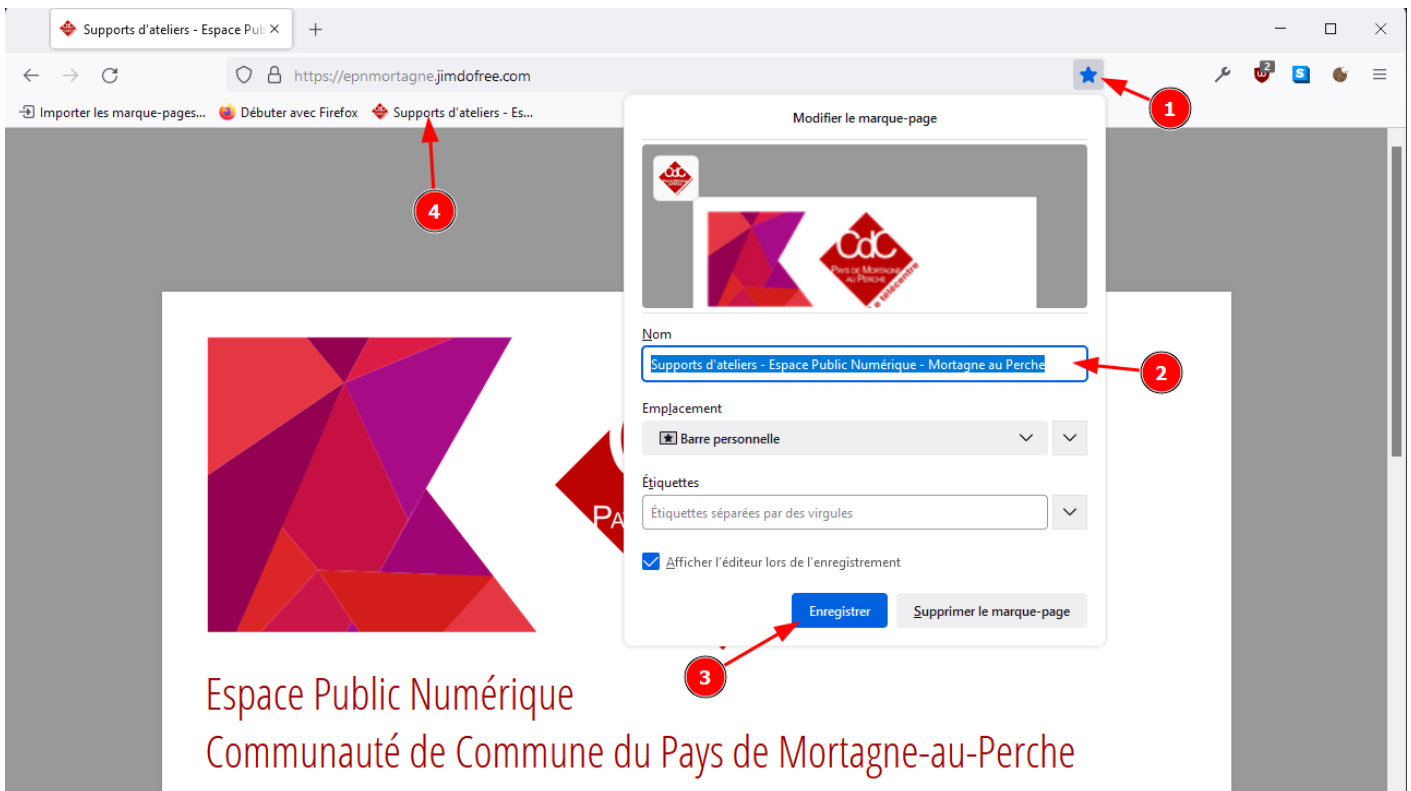 Supports d'ateliers - Espace Pub
https://epnmortagne.jimdofree.com
2
S
Importer les marque-pages...
Débuter avec Firefox
Supports d'ateliers - Es...
1
4
Modifier le marque-page
CdC
Pays de Mortagne
au Perche
e télécentre
Nom
Supports d'ateliers - Espace Public Numérique - Mortagne au Perche
2
Emplacement
Barre personnelle
Étiquettes
Étiquettes séparées par des virgules
Afficher l'éditeur lors de l'enregistrement
Enregistrer
Supprimer le marque-page
3
PA
Espace Public Numérique
Communauté de Commune du Pays de Mortagne-au-Perche